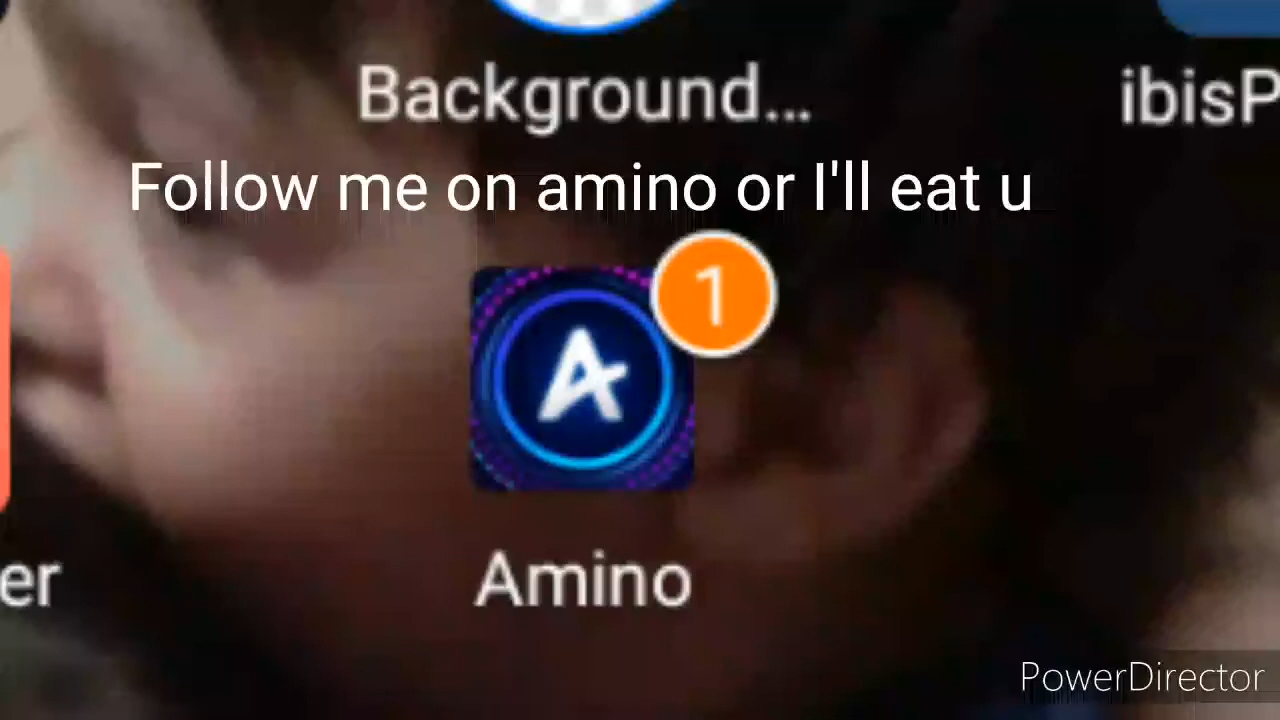 Background...
ibisP
Follow me on amino or I'll eat u
1
er
Amino
PowerDirector